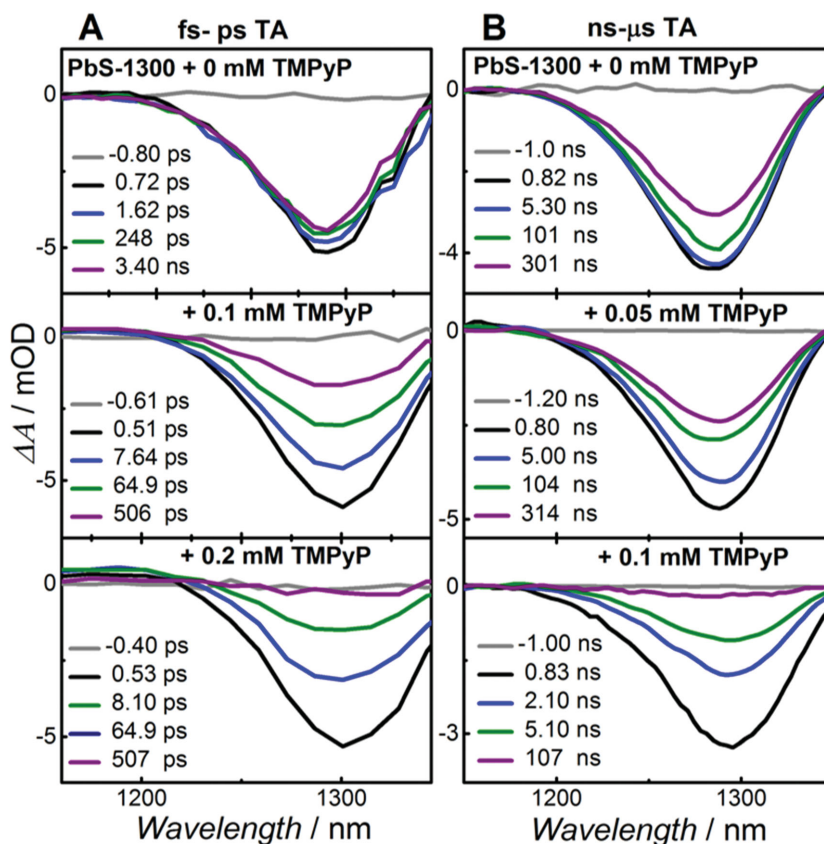 A
fs- ps TA
PbS-1300 + 0 mM TMPyP
0
-5
-0.80 ps
0.72 ps
1.62 ps
248 ps
3.40 ns
+ 0.1 mM TMPyP
0
-5
-0.61 ps
0.51 ps
7.64 ps
64.9 ps
506 ps
+ 0.2 mM TMPyP
0
-5
-0.40 ps
0.53 ps
8.10 ps
64.9 ps
507 ps
ΔA / mOD
1200
1300
Wavelength / nm
B
ns-μs TA
PbS-1300 + 0 mM TMPyP
0
-4
-1.0 ns
0.82 ns
5.30 ns
101 ns
301 ns
+ 0.05 mM TMPyP
0
-5
-1.20 ns
0.80 ns
5.00 ns
104 ns
314 ns
+ 0.1 mM TMPyP
0
-3
-1.00 ns
0.83 ns
2.10 ns
5.10 ns
107 ns
1200
1300
Wavelength / nm